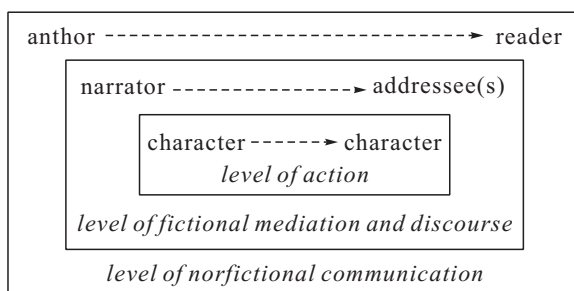 anthor reader
narrator addressee(s)
character character
level of action
level of fictional mediation and discourse
level of norfictional communication